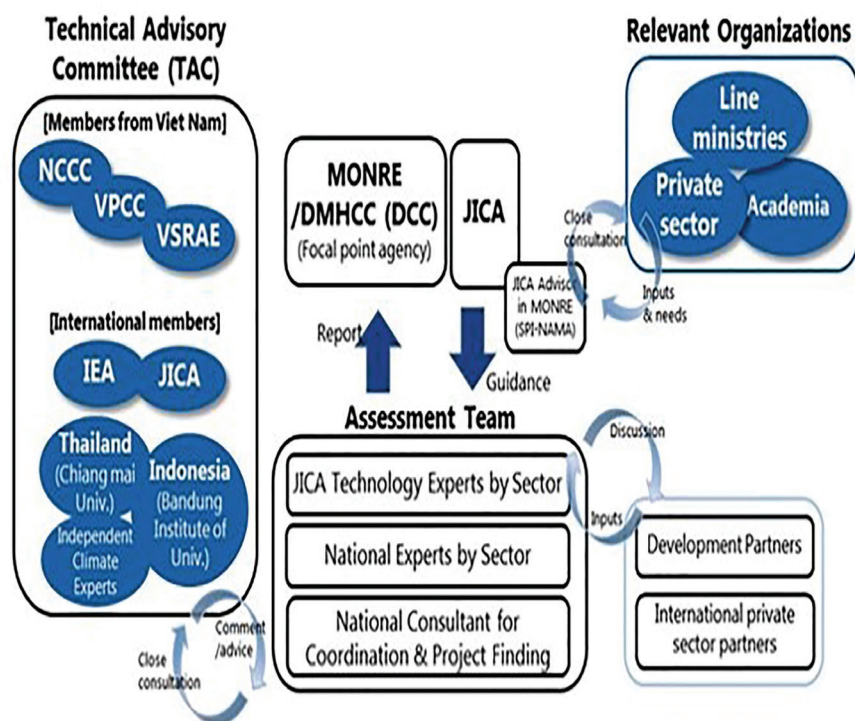 Technical Advisory
Committee (TAC)
[Members from Viet Nam]
NCCC
VPCC
VSRAE
[International members]
IEA
JICA
Thailand
(Chiang mai
Univ.)
Indonesia
(Bandung
Institute of
Univ.)
Independent
Climate
Experts
Close
consultation
Comment
/advice
MONRE
/DMHCC (DCC)
(Focal point agency)
JICA
JICA Advisor
in MONRE
(SPI-NAMA)
Report
Guidance
Assessment Team
JICA Technology Experts by Sector
National Experts by Sector
National Consultant for
Coordination & Project Finding
Relevant Organizations
Line
ministries
Private
sector
Academia
Close
consultation
Inputs
& needs
Discussion
Inputs
Development Partners
International private
sector partners